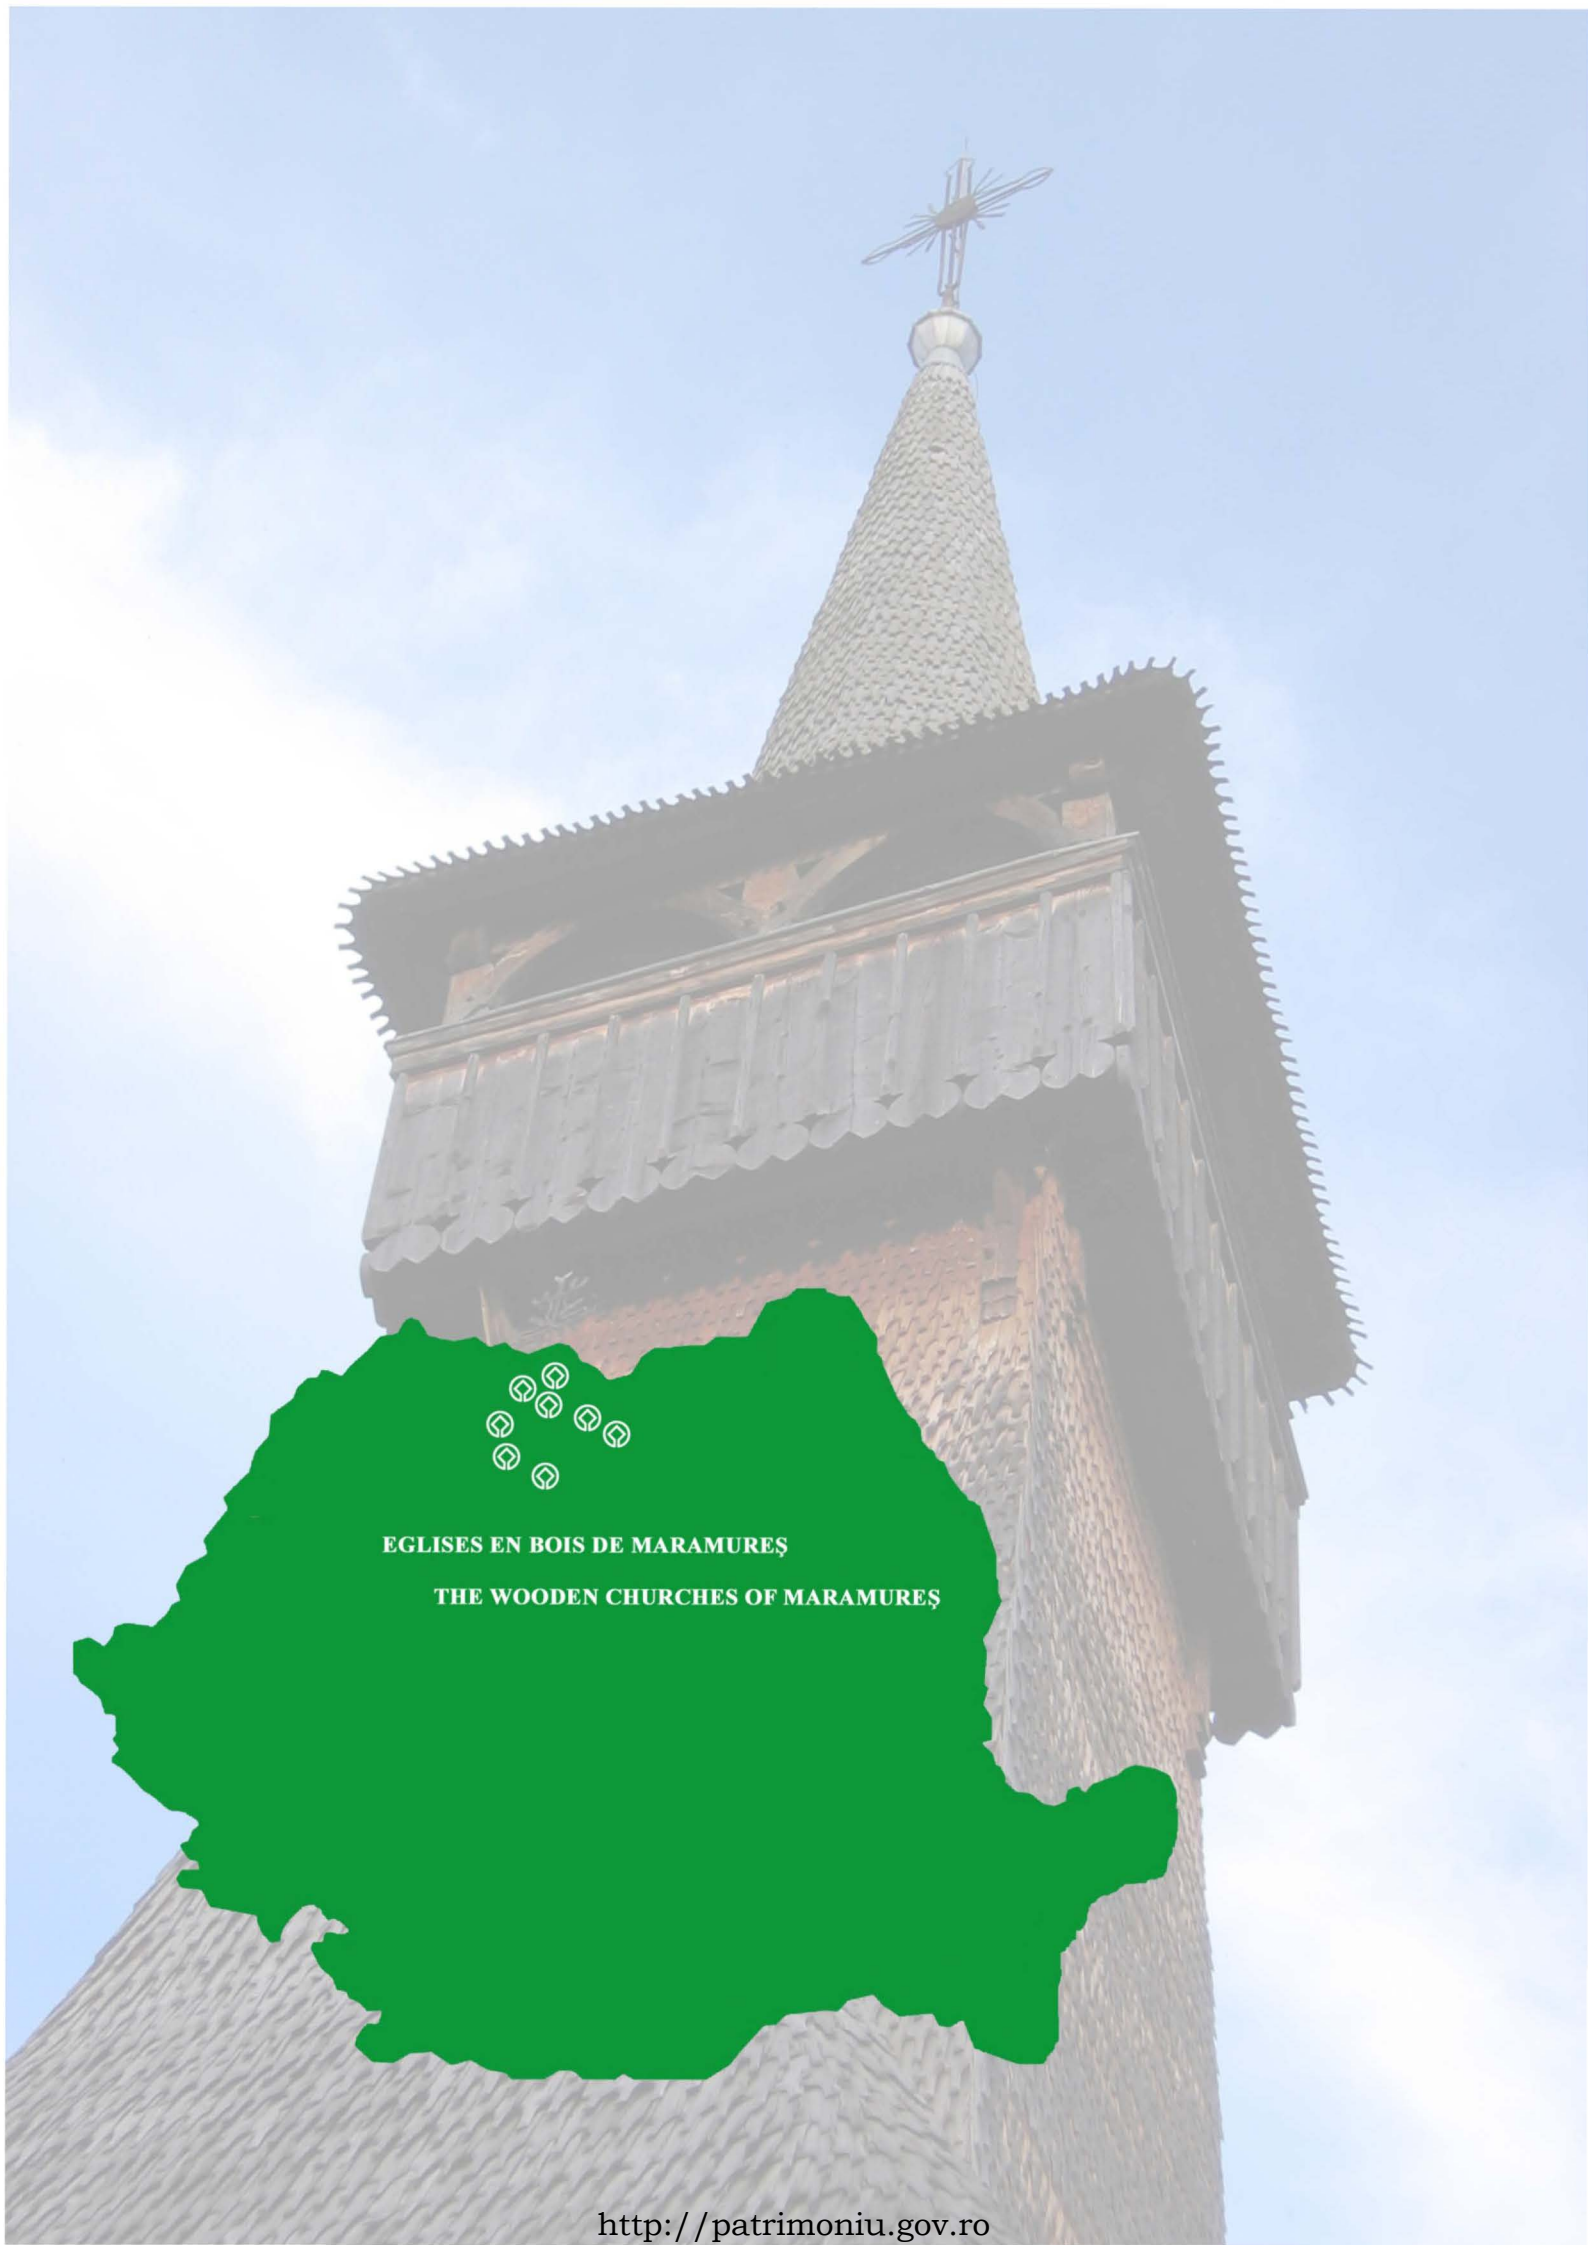 EGLISES EN BOIS DE MARAMUREŞ
THE WOODEN CHURCHES OF MARAMUREŞ
http://patrimoniu.gov.ro